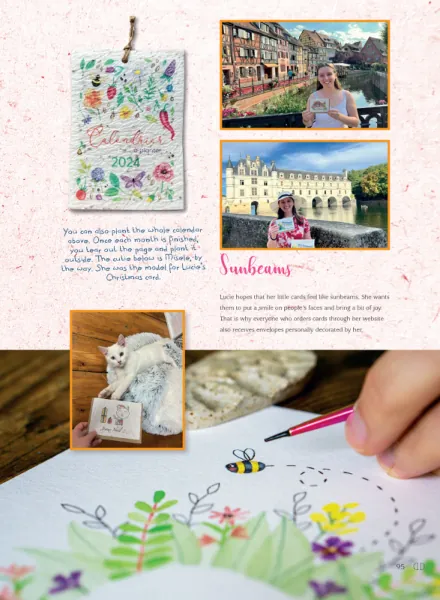 Calendrier
à planter
2024
You can also plant the whole calendar
above. Once each month is finished,
you tear out the page and plant it
outside. The cutie below is Misele, by
the way. She was the model for Lucie's
Christmas card.
Sunbeams
Lucie hopes that her little cards feel like sunbeams. She wants
them to put a smile on people's faces and bring a bit of joy.
That is why everyone who orders cards through her website
also receives envelopes personally decorated by her.
95